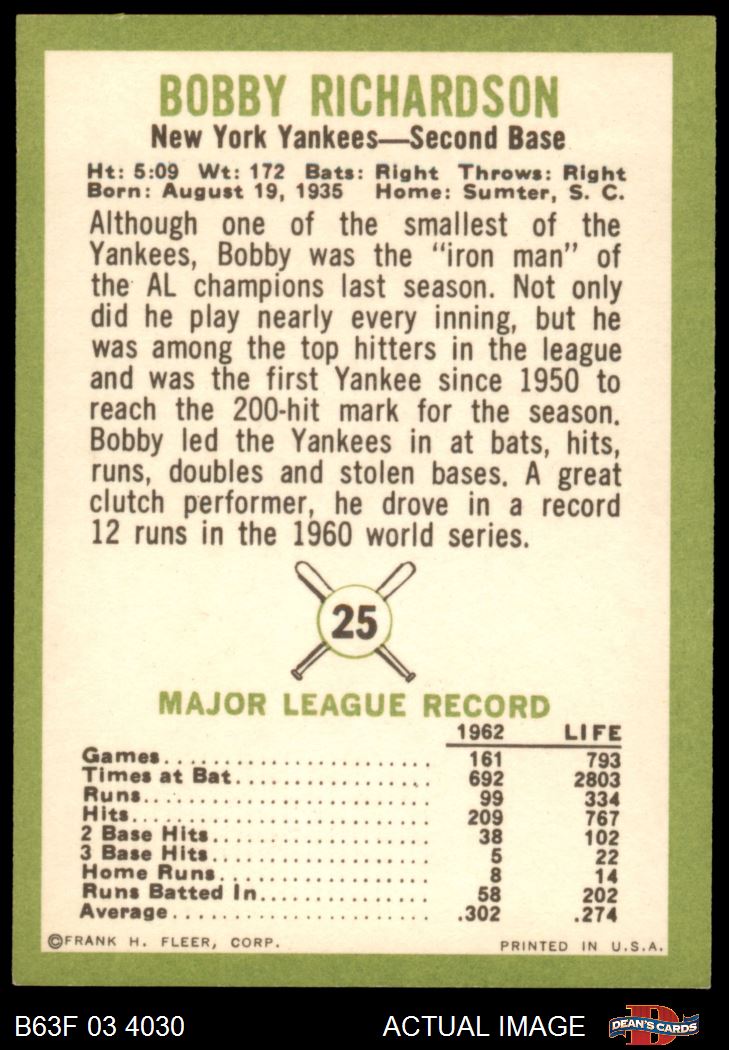 BOBBY RICHARDSON
New York Yankees—Second Base
Ht: 5:09 Wt: 172 Bats: Right Throws: Right
Born: August 19, 1935 Home: Sumter, S. C.
Although one of the smallest of the
Yankees, Bobby was the "iron man" of
the AL champions last season. Not only
did he play nearly every inning, but he
was among the top hitters in the league
and was the first Yankee since 1950 to
reach the 200-hit mark for the season.
Bobby led the Yankees in at bats, hits,
runs, doubles and stolen bases. A great
clutch performer, he drove in a record
12 runs in the 1960 world series.
25
MAJOR LEAGUE RECORD
1962 LIFE
Games 161 793
Times at Bat 692 2803
Runs 99 334
Hits 209 767
2 Base Hits 38 102
3 Base Hits 5 22
Home Runs 8 14
Runs Batted In 58 202
Average .302 .274
©FRANK H. FLEER, CORP. PRINTED IN U.S.A.
B63F 03 4030 ACTUAL IMAGE D DEAN'S CARDS